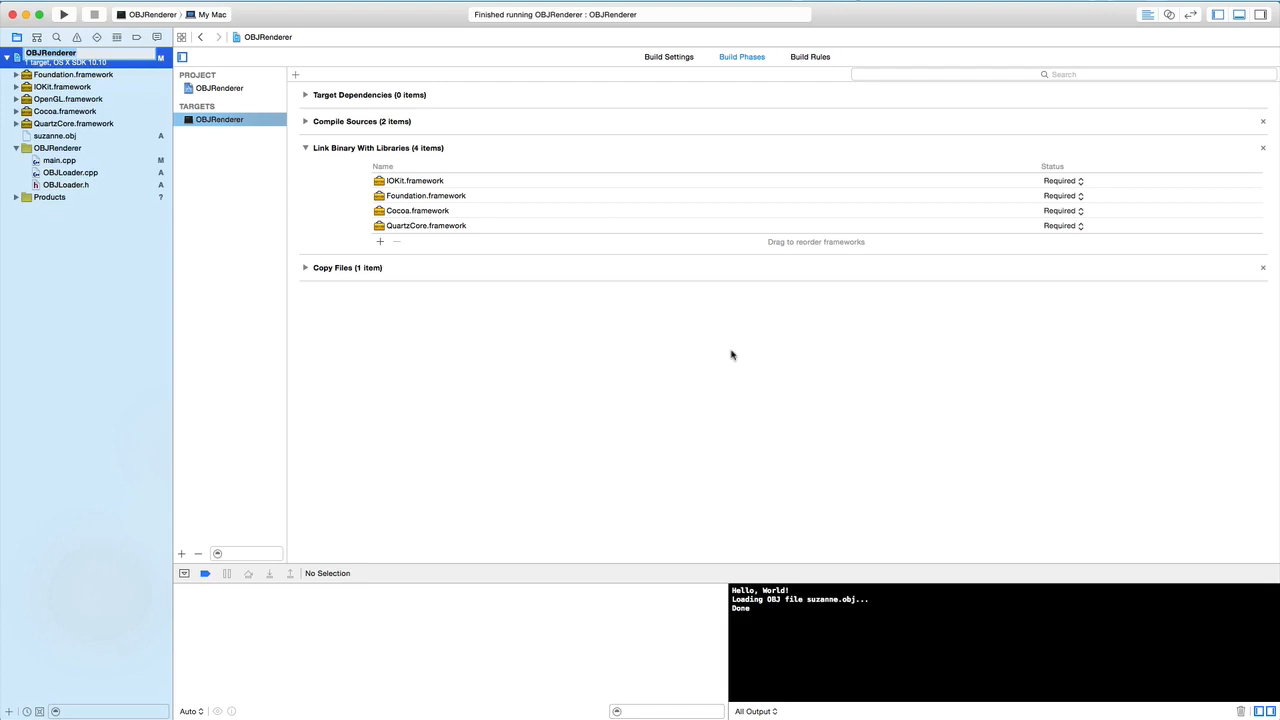 OBJRenderer
My Mac
Finished running OBJRenderer : OBJRenderer
OBJRenderer
1 target, OS X SDK 10.10
M
Foundation.framework
IOKit.framework
OpenGL.framework
Cocoa.framework
QuartzCore.framework
suzanne.obj
A
OBJRenderer
main.cpp
M
OBJLoader.cpp
A
OBJLoader.h
A
Products
?
OBJRenderer
Build Settings
Build Phases
Build Rules
PROJECT
OBJRenderer
TARGETS
OBJRenderer
Search
Target Dependencies (0 items)
Compile Sources (2 items)
Link Binary With Libraries (4 items)
Name
Status
IOKit.framework
Required
Foundation.framework
Required
Cocoa.framework
Required
QuartzCore.framework
Required
Drag to reorder frameworks
Copy Files (1 item)
No Selection
Hello, World!
Loading OBJ file suzanne.obj...
Done
Auto
All Output